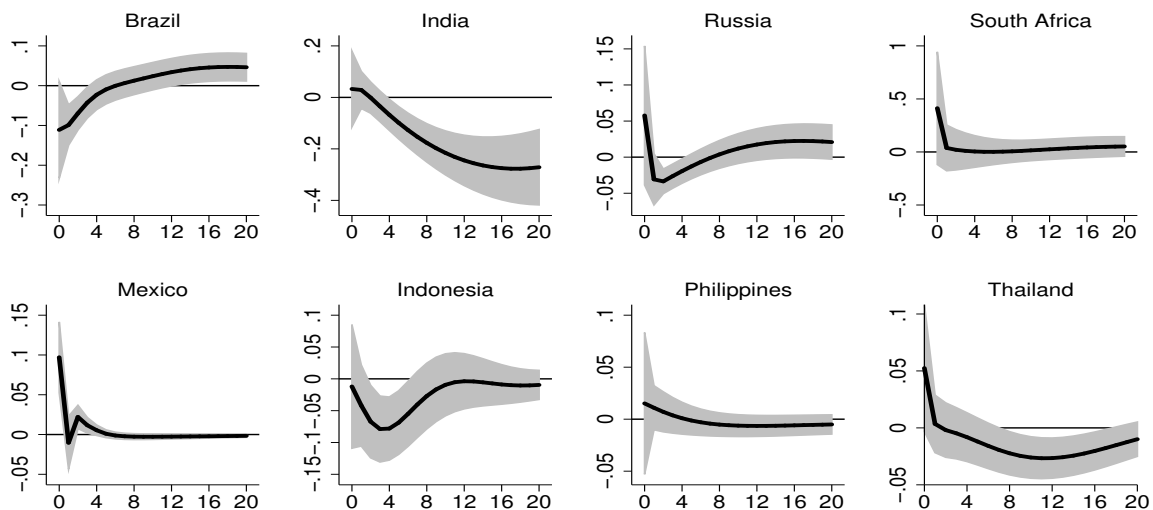 Brazil
.1
0
-.1
-.2
-.3
0 4 8 12 16 20
India
.2
0
-.2
-.4
0 4 8 12 16 20
Russia
.15
.1
.05
0
-.05
0 4 8 12 16 20
South Africa
1
.5
0
-.5
0 4 8 12 16 20
Mexico
.15
.1
.05
0
-.05
0 4 8 12 16 20
Indonesia
.1
.05
0
-.05
-.1
-.15
0 4 8 12 16 20
Philippines
.1
.05
0
-.05
0 4 8 12 16 20
Thailand
.1
.05
0
-.05
0 4 8 12 16 20